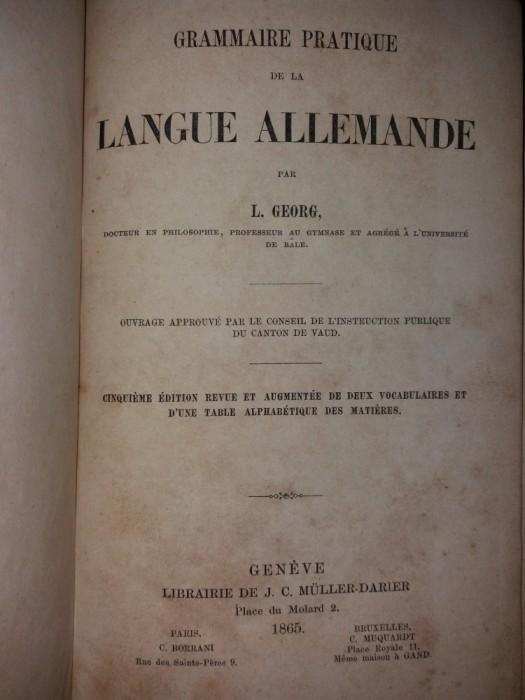 GRAMMAIRE PRATIQUE
DE LA
LANGUE ALLEMANDE
PAR
L. GEORG,
DOCTEUR EN PHILOSOPHIE, PROFESSEUR AU GYMNASE ET AGRÉGÉ À L'UNIVERSITÉ
DE BÂLE.
OUVRAGE APPROUVÉ PAR LE CONSEIL DE L'INSTRUCTION PUBLIQUE
DU CANTON DE VAUD.
CINQUIÈME ÉDITION REVUE ET AUGMENTÉE DE DEUX VOCABULAIRES ET
D'UNE TABLE ALPHABÉTIQUE DES MATIÈRES.
GENÈVE
LIBRAIRIE DE J. C. MÜLLER-DARIER
Place du Molard 2.
1865.
PARIS,
C. BORRANI
Rue des Saints-Pères 9.
BRUXELLES,
C. MUQUARDT
Place Royale 11.
Même maison à GAND.